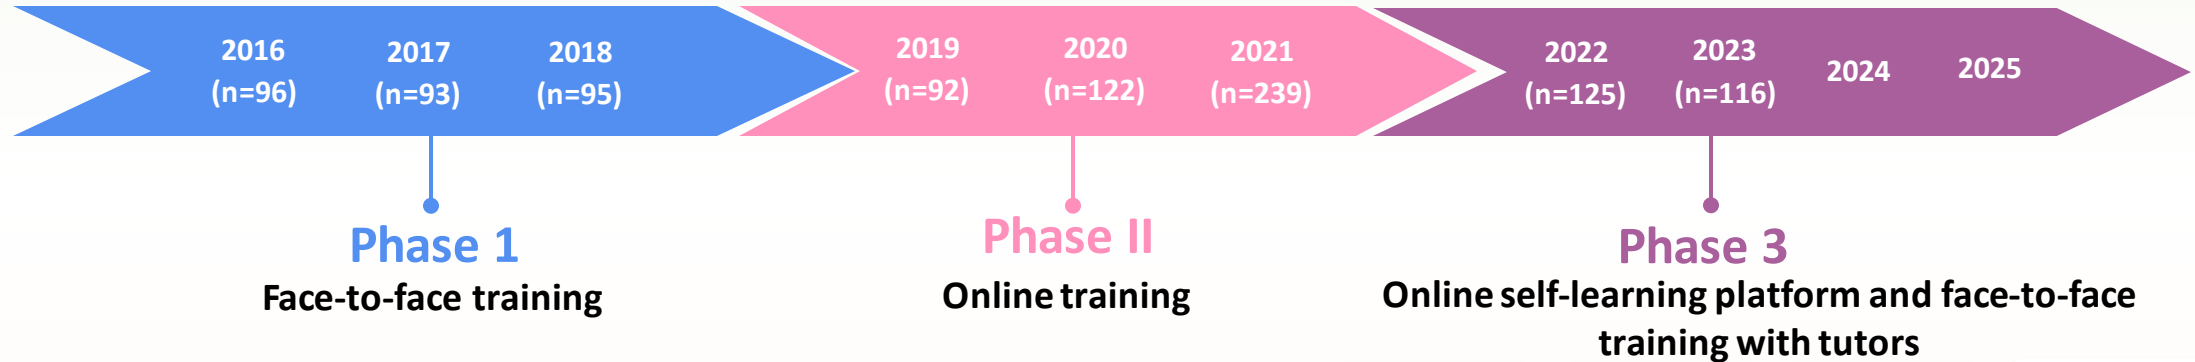 2016
(n=96)
2017
(n=93)
2018
(n=95)
2019
(n=92)
2020
(n=122)
2021
(n=239)
2022
(n=125)
2023
(n=116)
2024
2025
Phase 1
Face-to-face training
Phase II
Online training
Phase 3
Online self-learning platform and face-to-face
training with tutors